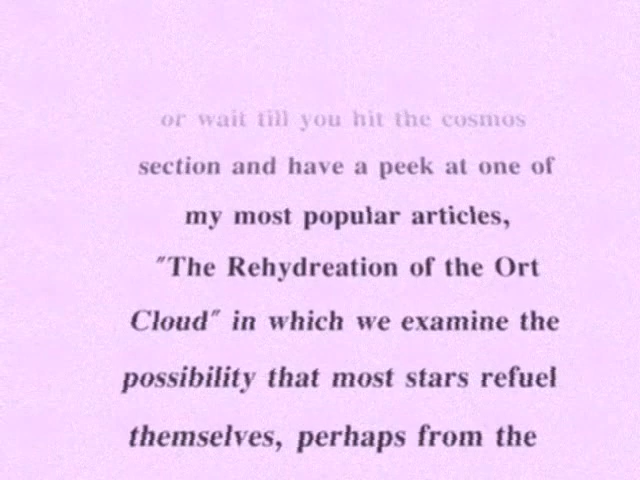 or wait till you hit the cosmos
section and have a peek at one of
my most popular articles,
"The Rehydreation of the Ort
Cloud" in which we examine the
possibility that most stars refuel
themselves, perhaps from the